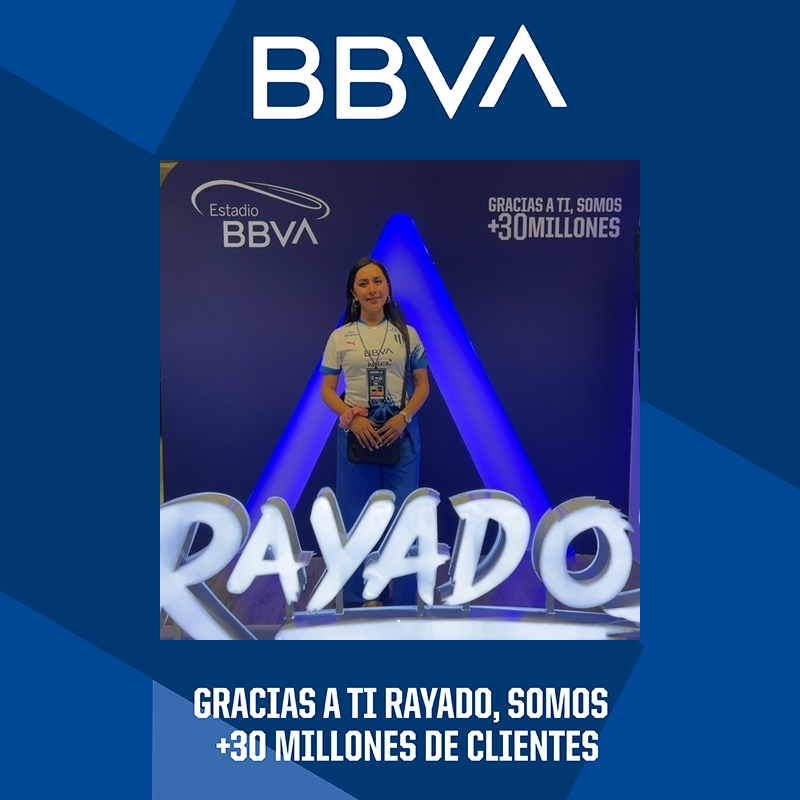 BBVA
Estadio
BBVA
GRACIAS A TI, SOMOS
+30 MILLONES
BBVA
RAYADO
GRACIAS A TI RAYADO, SOMOS
+30 MILLONES DE CLIENTES